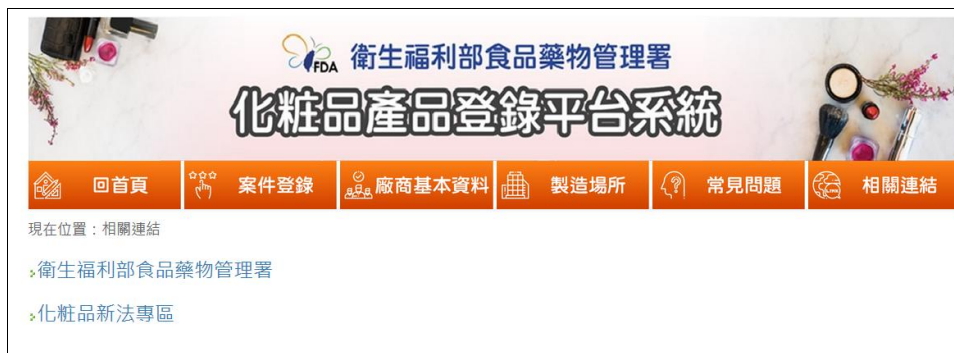 FDA 衛生福利部食品藥物管理署
化粧品產品登錄平台系統
回首頁 案件登錄 廠商基本資料 製造場所 常見問題 相關連結
現在位置：相關連結
衛生福利部食品藥物管理署
化粧品新法專區